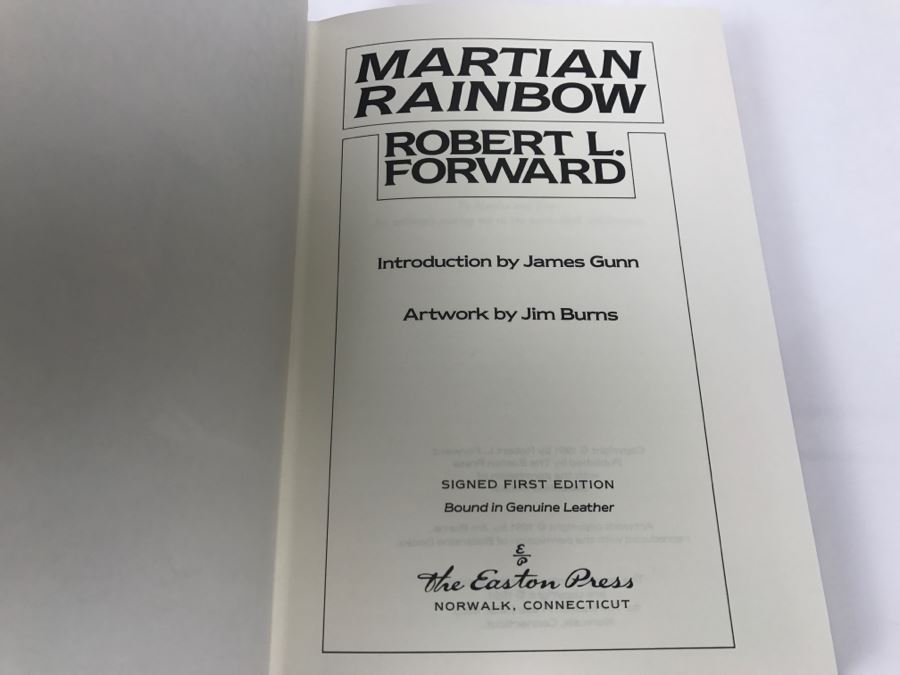 MARTIAN
RAINBOW
ROBERT L.
FORWARD
Introduction by James Gunn
Artwork by Jim Burns
SIGNED FIRST EDITION
Bound in Genuine Leather
E
P
The Easton Press
NORWALK, CONNECTICUT